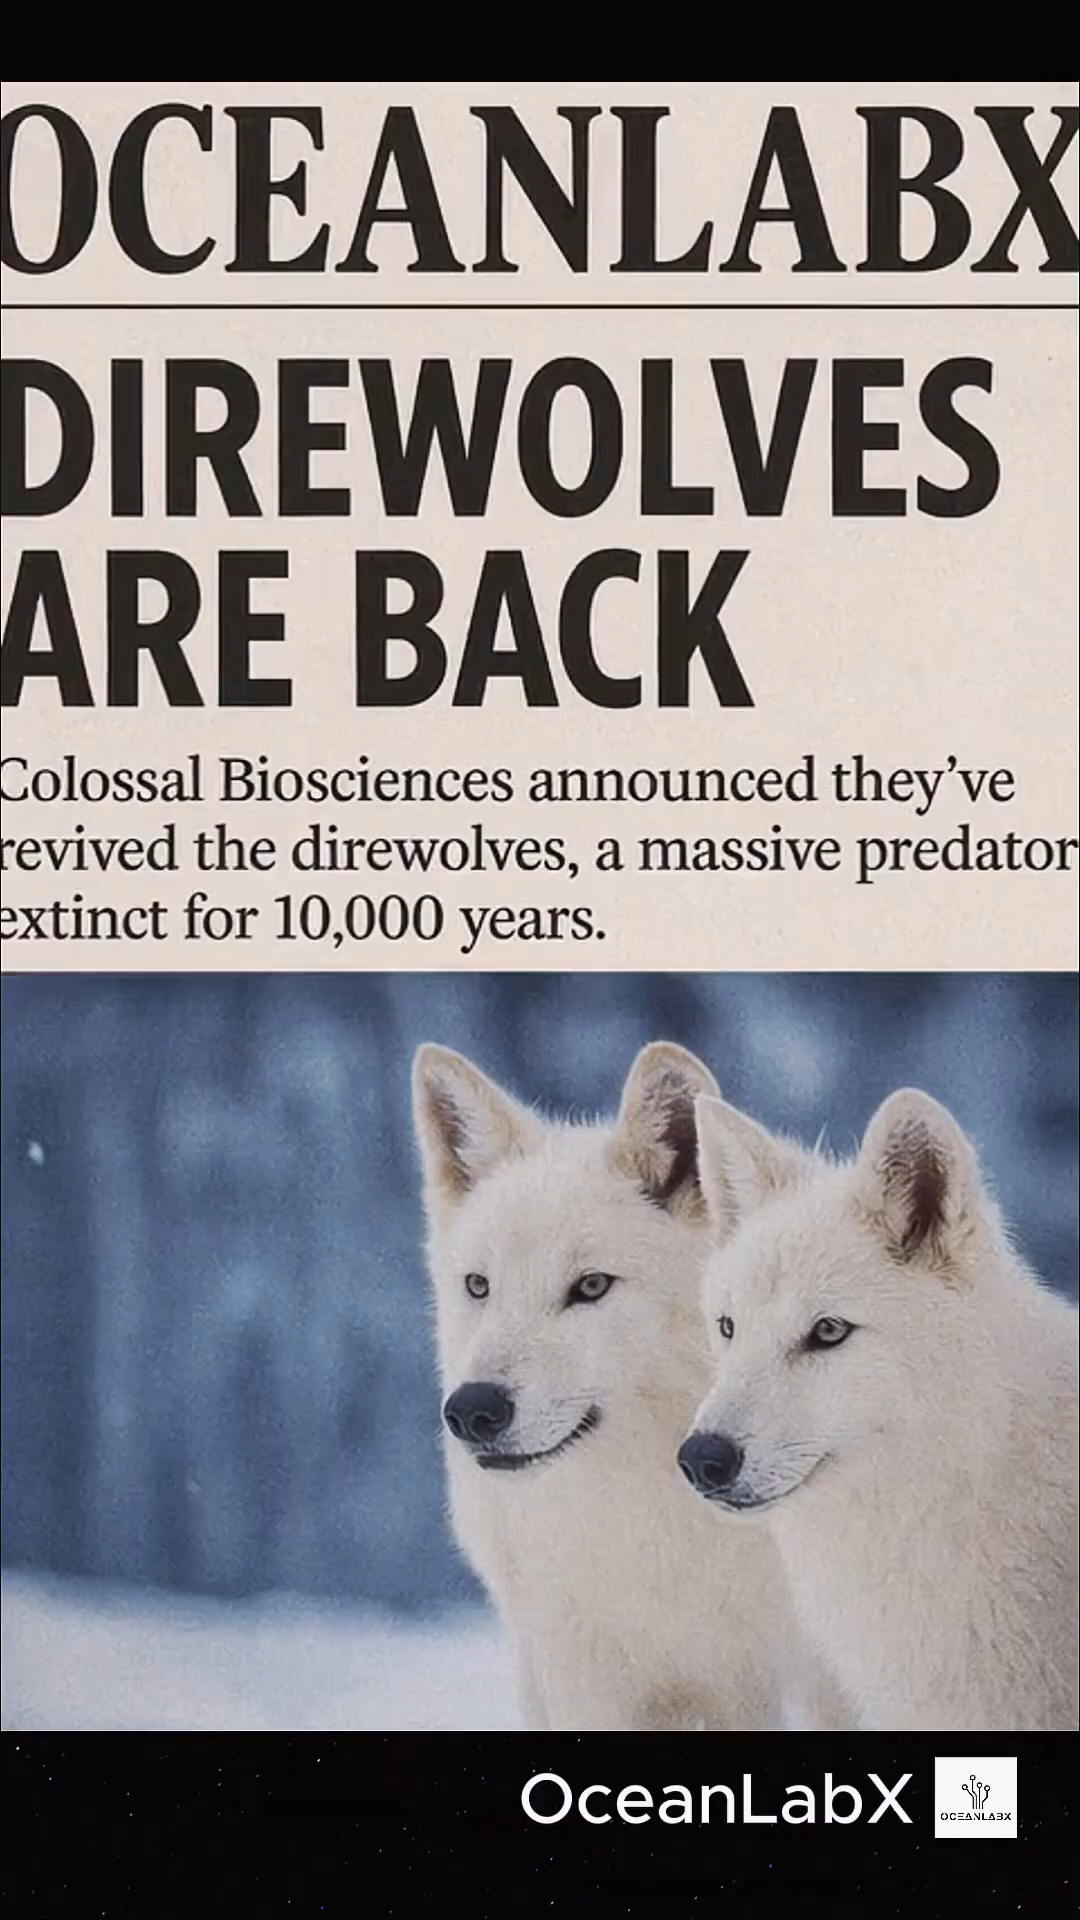 OCEANLABX
DIREWOLVES
ARE BACK
Colossal Biosciences announced they’ve
revived the direwolves, a massive predator
extinct for 10,000 years.
OceanLabX
OCEANLABX